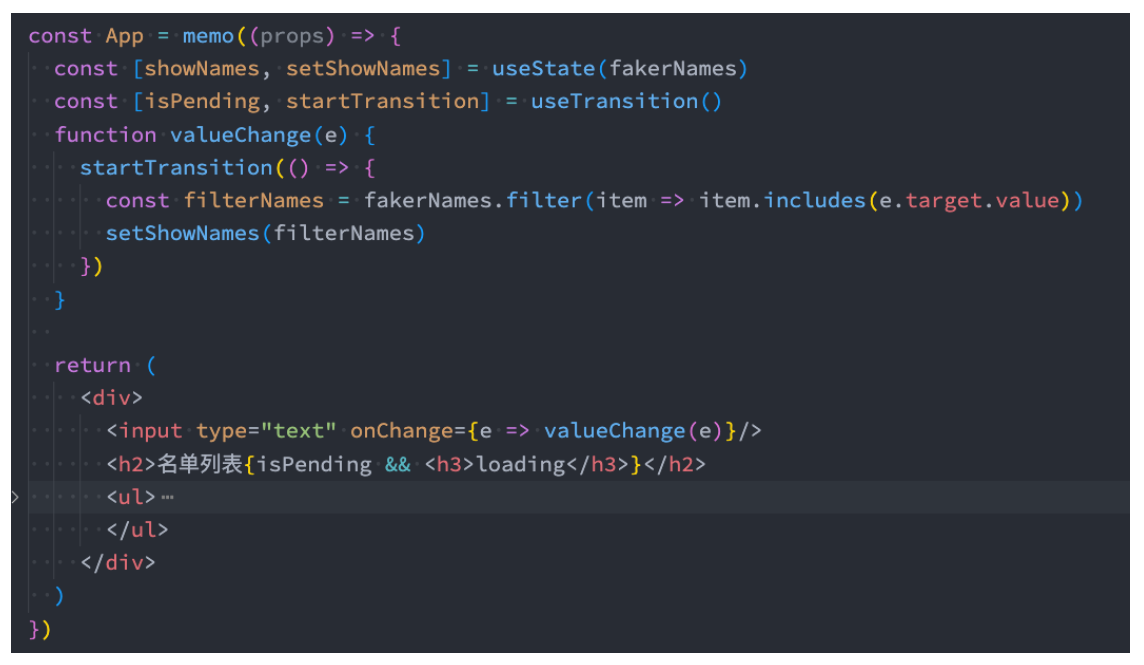 const App = memo((props) => {
  const [showNames, setShowNames] = useState(fakerNames)
  const [isPending, startTransition] = useTransition()
  function valueChange(e) {
    startTransition(() => {
      const filterNames = fakerNames.filter(item => item.includes(e.target.value))
      setShowNames(filterNames)
    })
  }
  return (
    <div>
      <input type="text" onChange={e => valueChange(e)}/>
      <h2>名单列表{isPending && <h3>loading</h3>}</h2>
      <ul>⋯
      </ul>
    </div>
  )
})